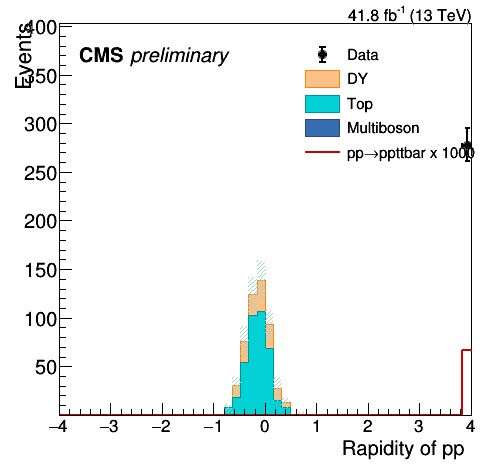 41.8 fb-1 (13 TeV)
Events
400
CMS preliminary
Data
350
DY
Top
300
Multiboson
pp→ppttbar x 1000
250
200
150
100
50
−4 −3 −2 −1 0 1 2 3 4
Rapidity of pp